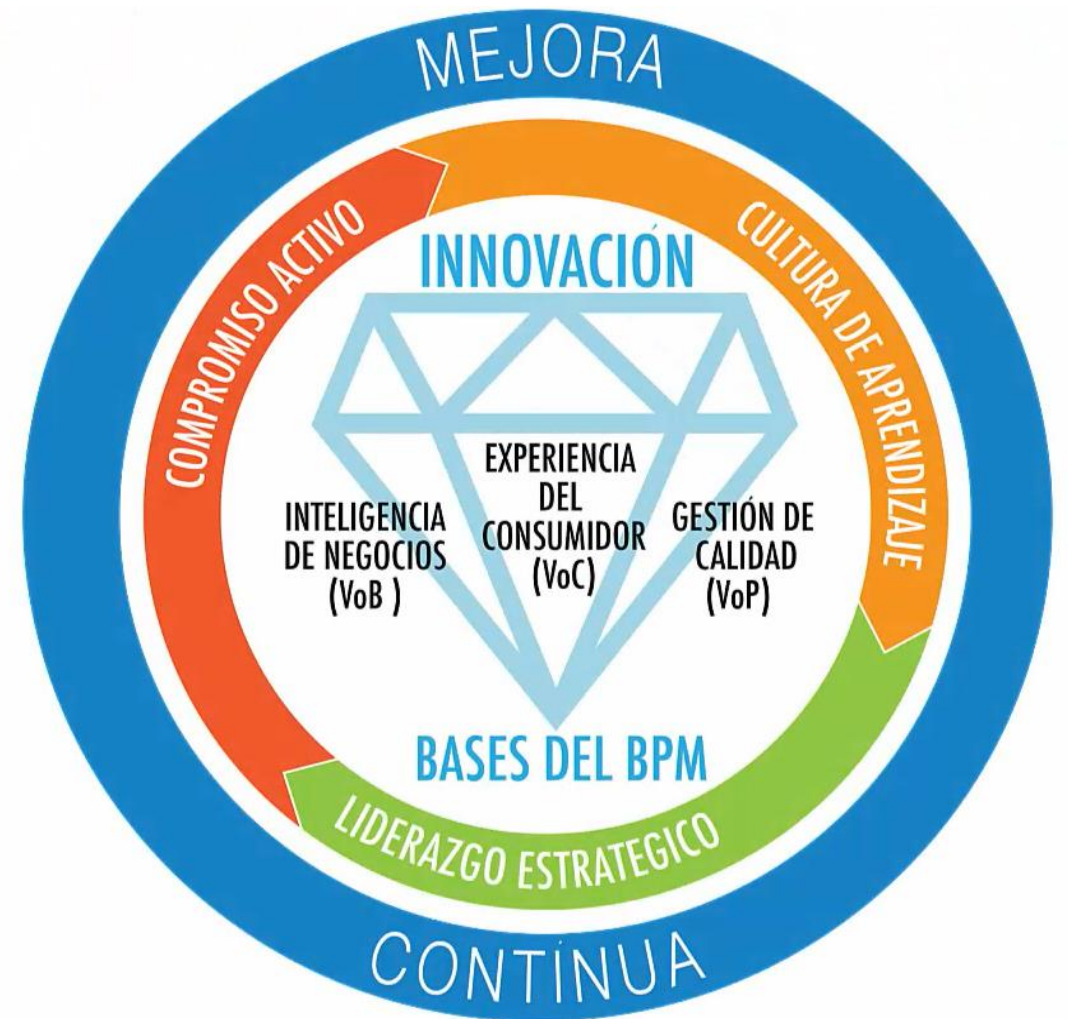 MEJORA
COMPROMISO ACTIVO
CULTURA DE APRENDIZAJE
INNOVACIÓN
INTELIGENCIA
DE NEGOCIOS
(VoB )
EXPERIENCIA
DEL
CONSUMIDOR
(VoC)
GESTIÓN DE
CALIDAD
(VoP)
BASES DEL BPM
LIDERAZGO ESTRATEGICO
CONTÍNUA